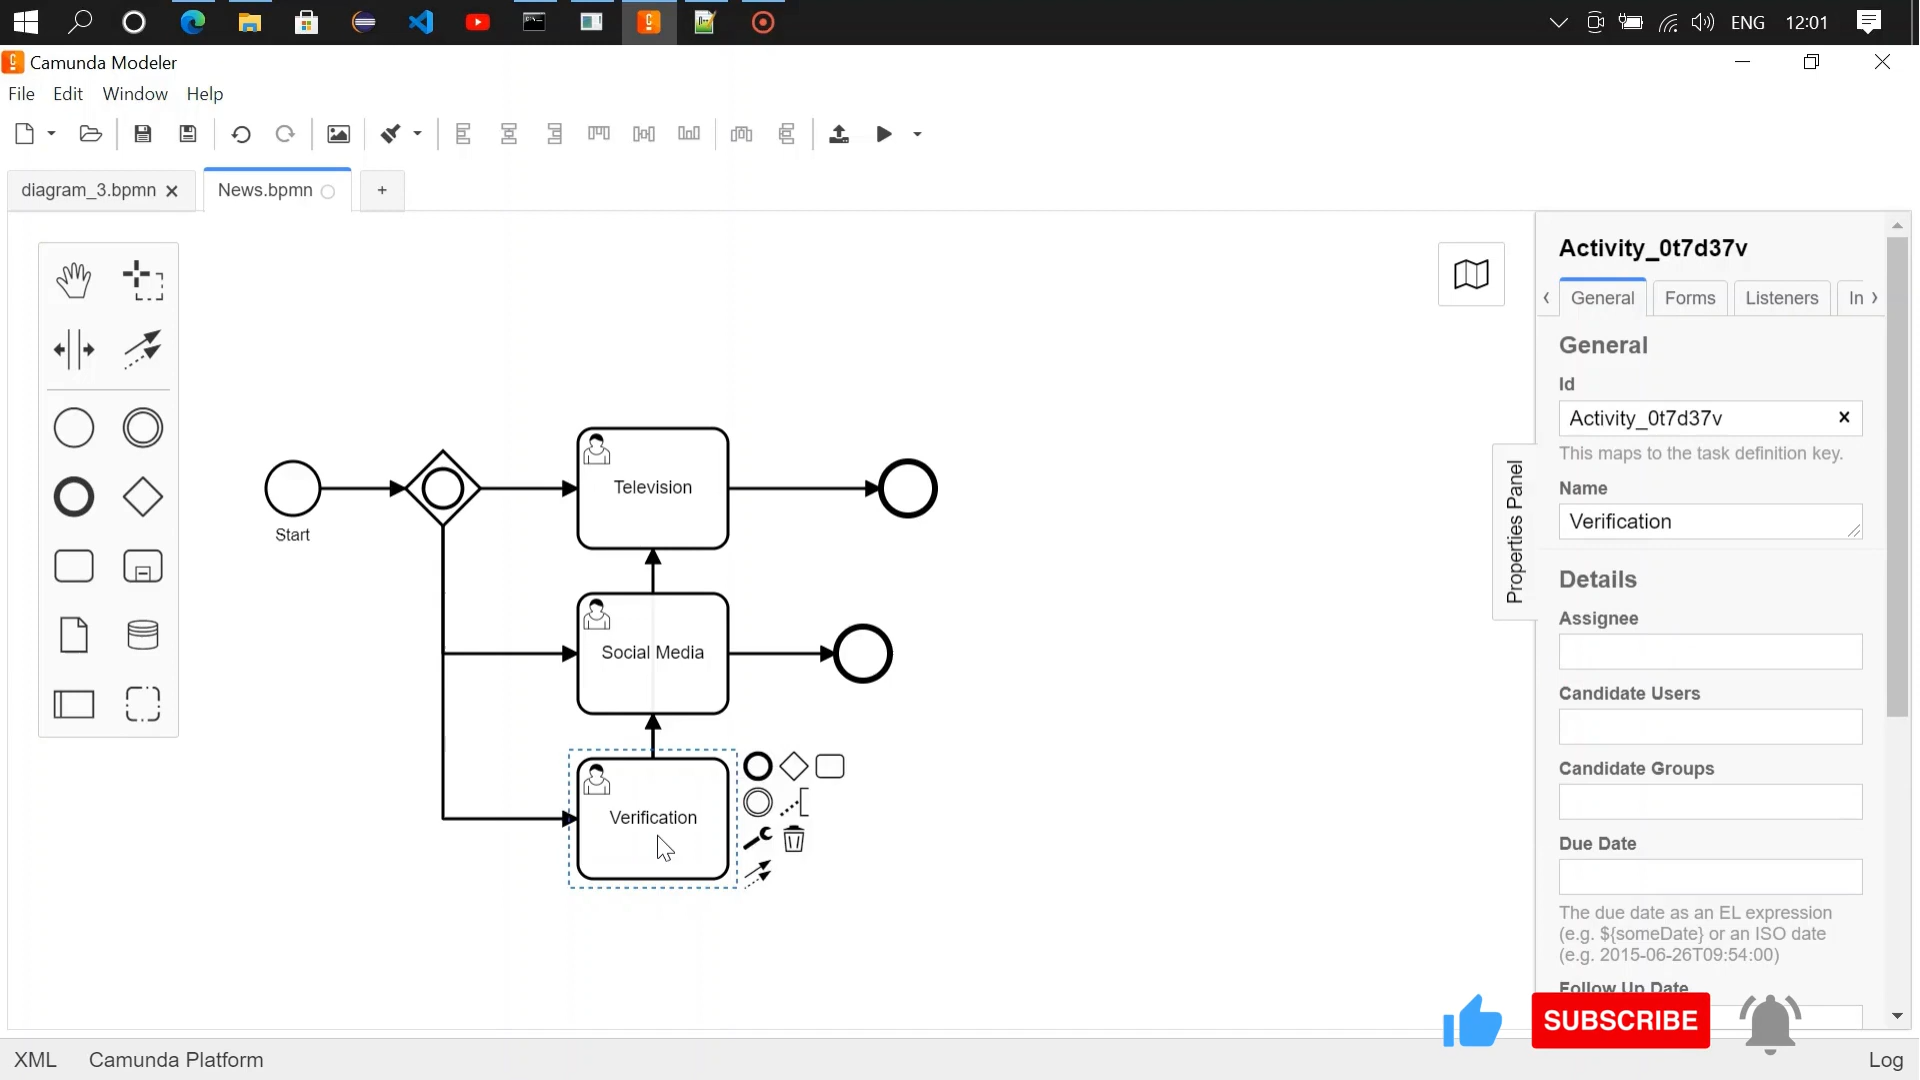 ENG 12:01
Camunda Modeler
File Edit Window Help
diagram_3.bpmn News.bpmn +
Activity_0t7d37v
General Forms Listeners In
General
Id
Activity_0t7d37v
This maps to the task definition key.
Name
Verification
Details
Assignee
Candidate Users
Candidate Groups
Due Date
The due date as an EL expression
(e.g. ${someDate} or an ISO date
(e.g. 2015-06-26T09:54:00)
Follow Up Date
Properties Panel
Start
Television
Social Media
Verification
SUBSCRIBE
XML Camunda Platform Log